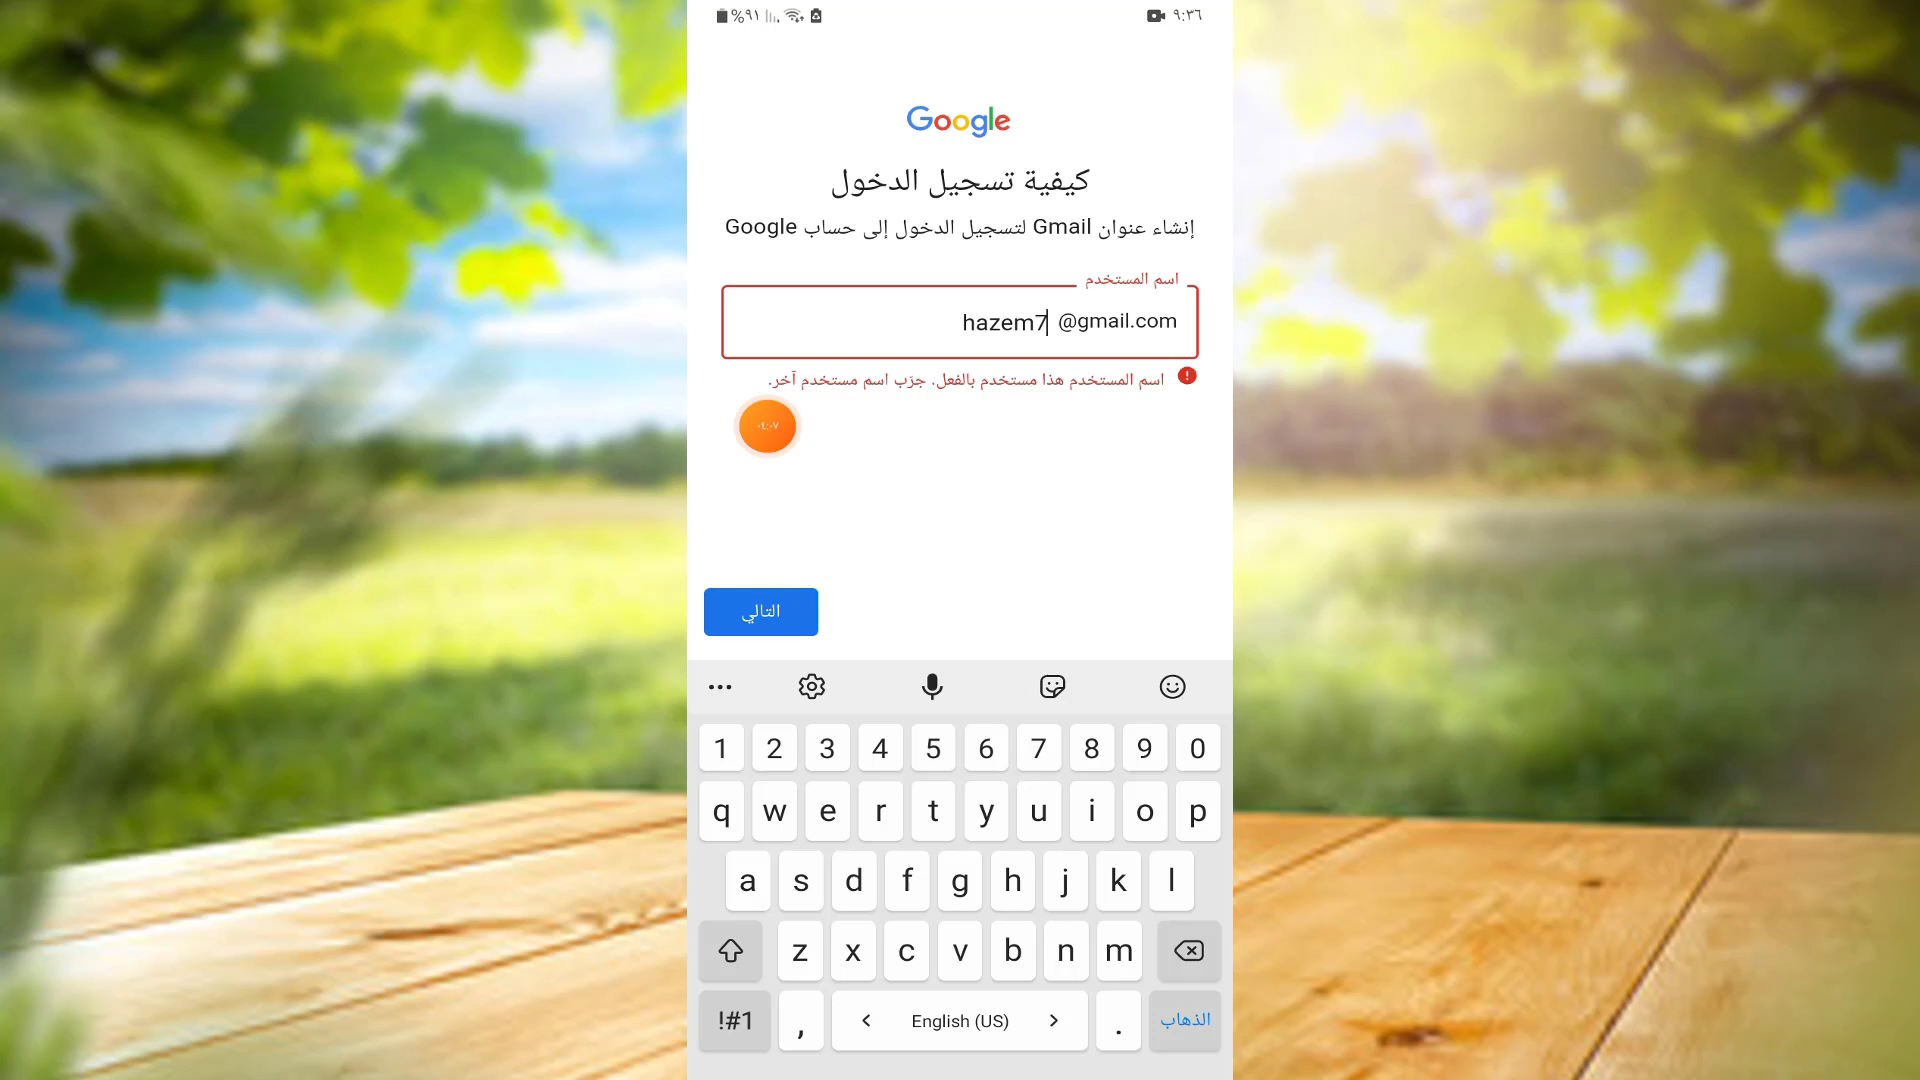 %٩١ ٩:٣٦
Google
كيفية تسجيل الدخول
إنشاء عنوان Gmail لتسجيل الدخول إلى حساب Google
اسم المستخدم
hazem7 @gmail.com
اسم المستخدم هذا مستخدم بالفعل. جرّب اسم مستخدم آخر.
٠٤:٠٧
التالي
1 2 3 4 5 6 7 8 9 0
q w e r t y u i o p
a s d f g h j k l
z x c v b n m
!#1 , < English (US) > . الذهاب